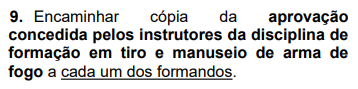 9. Encaminhar cópia da aprovação
concedida pelos instrutores da disciplina de
formação em tiro e manuseio de arma de
fogo a cada um dos formandos.